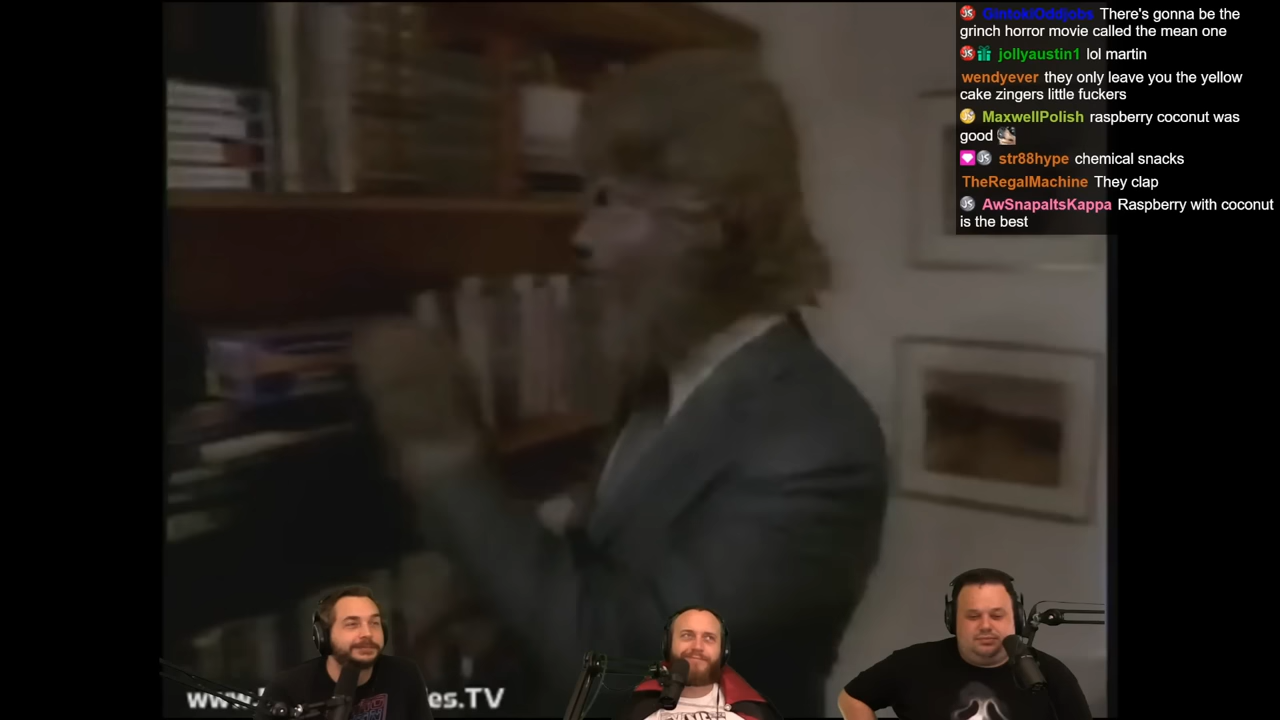 GintokiOddjobs There's gonna be the
grinch horror movie called the mean one
jollyaustin1 lol martin
wendyever they only leave you the yellow
cake zingers little fuckers
MaxwellPolish raspberry coconut was
good
str88hype chemical snacks
TheRegalMachine They clap
AwSnapaItsKappa Raspberry with coconut
is the best
www. es.TV